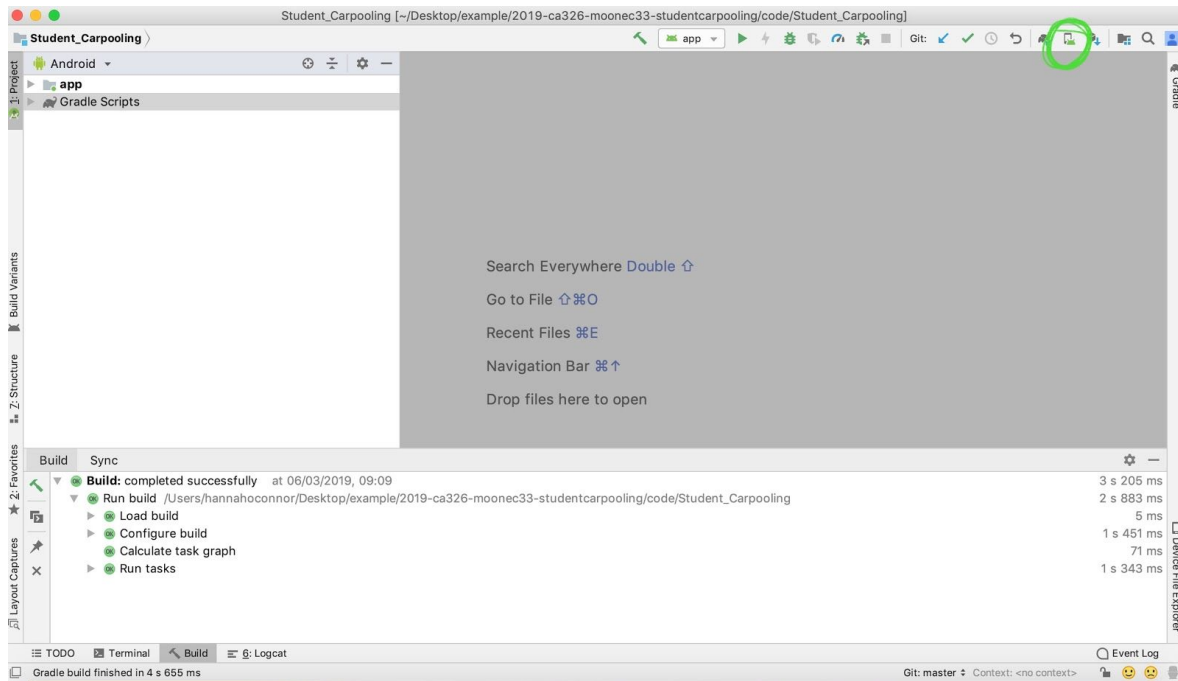 Student_Carpooling [~/Desktop/example/2019-ca326-moonec33-studentcarpooling/code/Student_Carpooling]
Student_Carpooling
app
Git:
1: Project
Android
app
Gradle Scripts
Gradle
Search Everywhere Double ⇧
Go to File ⇧⌘O
Recent Files ⌘E
Navigation Bar ⌘↑
Drop files here to open
Build Variants
Z: Structure
2: Favorites
Layout Captures
Device File Explorer
Build Sync
Build: completed successfully at 06/03/2019, 09:09 3 s 205 ms
Run build /Users/hannahoconnor/Desktop/example/2019-ca326-moonec33-studentcarpooling/code/Student_Carpooling 2 s 883 ms
Load build 5 ms
Configure build 1 s 451 ms
Calculate task graph 71 ms
Run tasks 1 s 343 ms
TODO Terminal Build 6: Logcat Event Log
Gradle build finished in 4 s 655 ms Git: master Context: <no context>